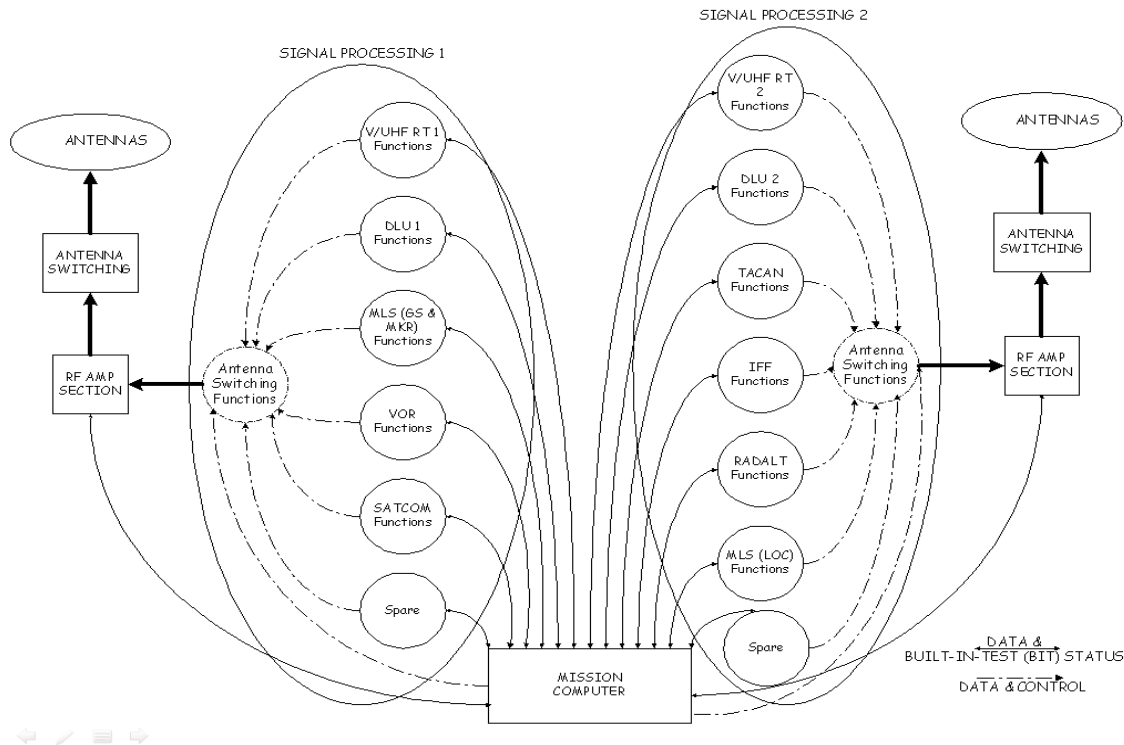 SIGNAL PROCESSING 1
SIGNAL PROCESSING 2
ANTENNAS
ANTENNA
SWITCHING
RF AMP
SECTION
Antenna
Switching
Functions
V/UHF RT 1
Functions
DLU 1
Functions
MLS (GS &
MKR)
Functions
VOR
Functions
SATCOM
Functions
Spare
MISSION
COMPUTER
V/UHF RT
2
Functions
DLU 2
Functions
TACAN
Functions
IFF
Functions
RADALT
Functions
MLS (LOC)
Functions
Spare
Antenna
Switching
Functions
ANTENNAS
ANTENNA
SWITCHING
RF AMP
SECTION
DATA &
BUILT-IN-TEST (BIT) STATUS
DATA & CONTROL